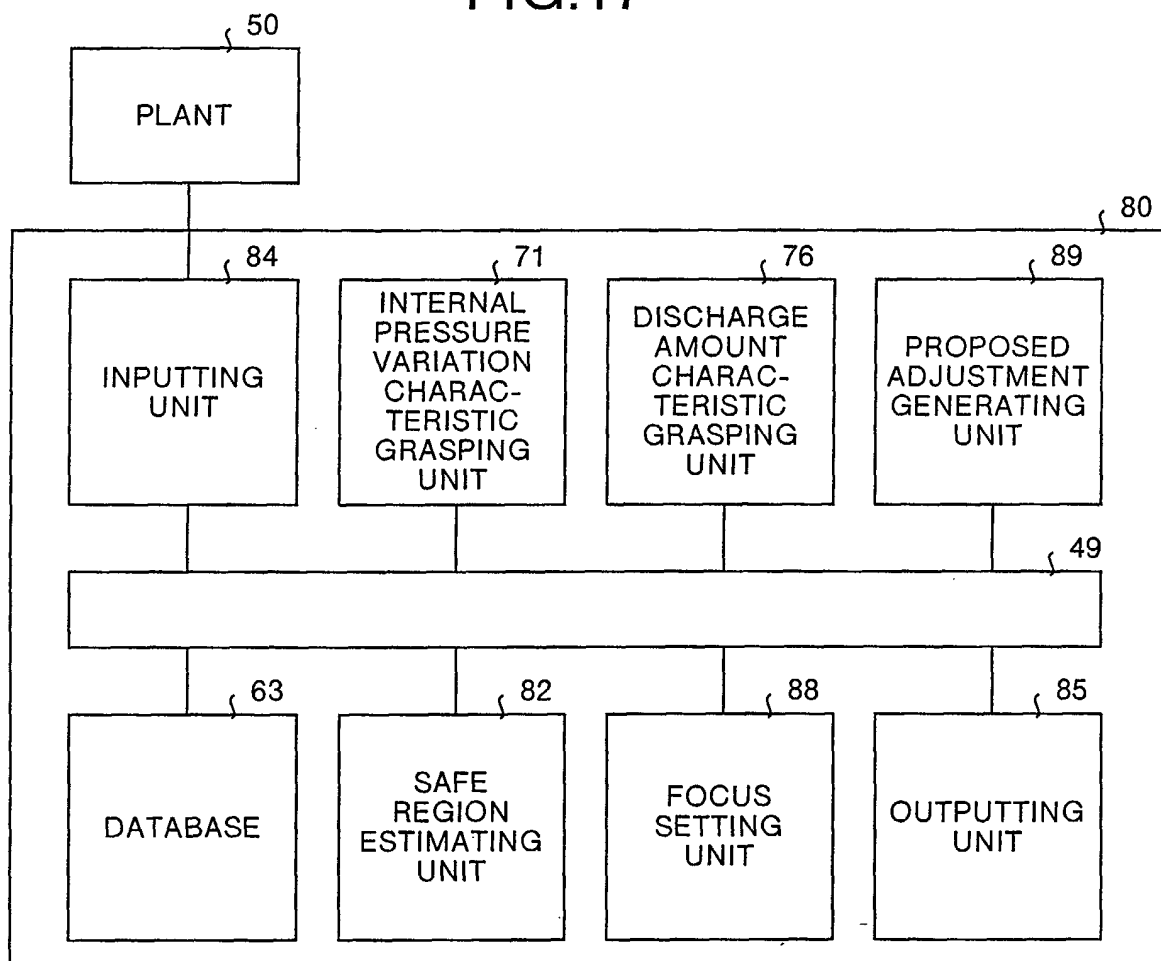 FIG.17
50
PLANT
80
84
71
76
89
INPUTTING
UNIT
INTERNAL
PRESSURE
VARIATION
CHARAC-
TERISTIC
GRASPING
UNIT
DISCHARGE
AMOUNT
CHARAC-
TERISTIC
GRASPING
UNIT
PROPOSED
ADJUSTMENT
GENERATING
UNIT
49
63
82
88
85
DATABASE
SAFE
REGION
ESTIMATING
UNIT
FOCUS
SETTING
UNIT
OUTPUTTING
UNIT